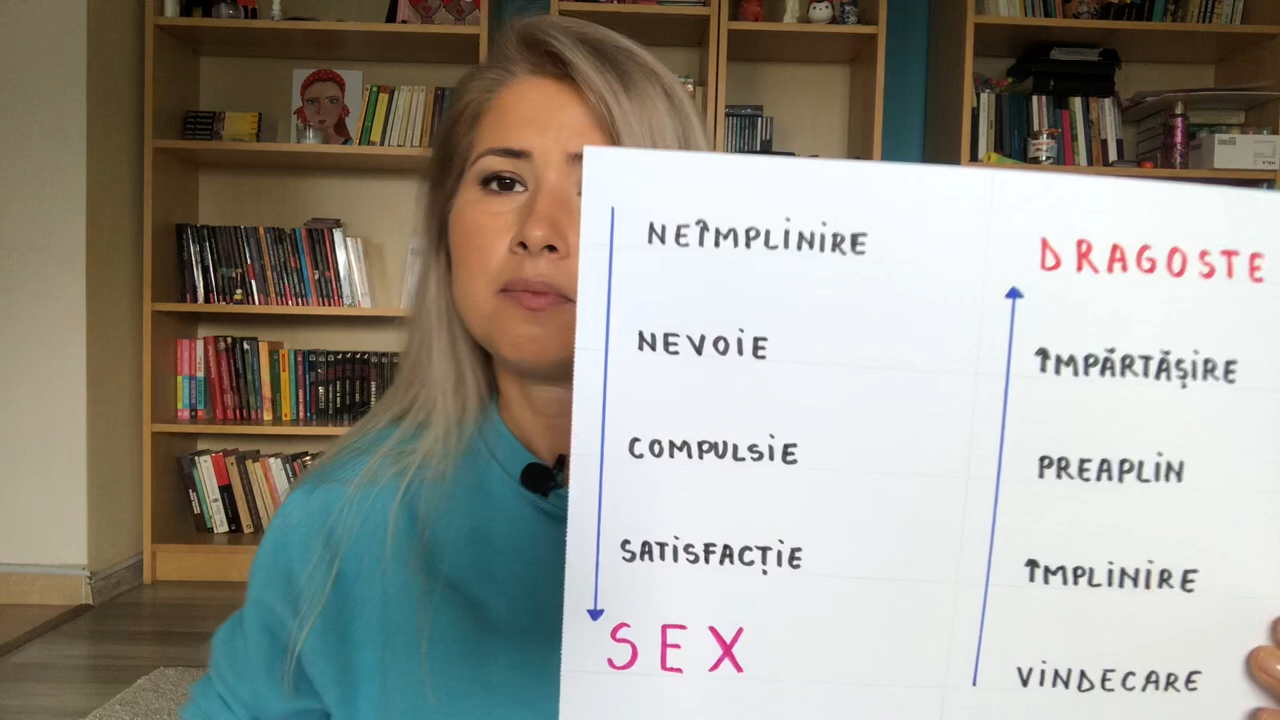 NEÎMPLINIRE
NEVOIE
COMPULSIE
SATISFACȚIE
SEX
DRAGOSTE
ÎMPĂRTĂȘIRE
PREAPLIN
ÎMPLINIRE
VINDECARE